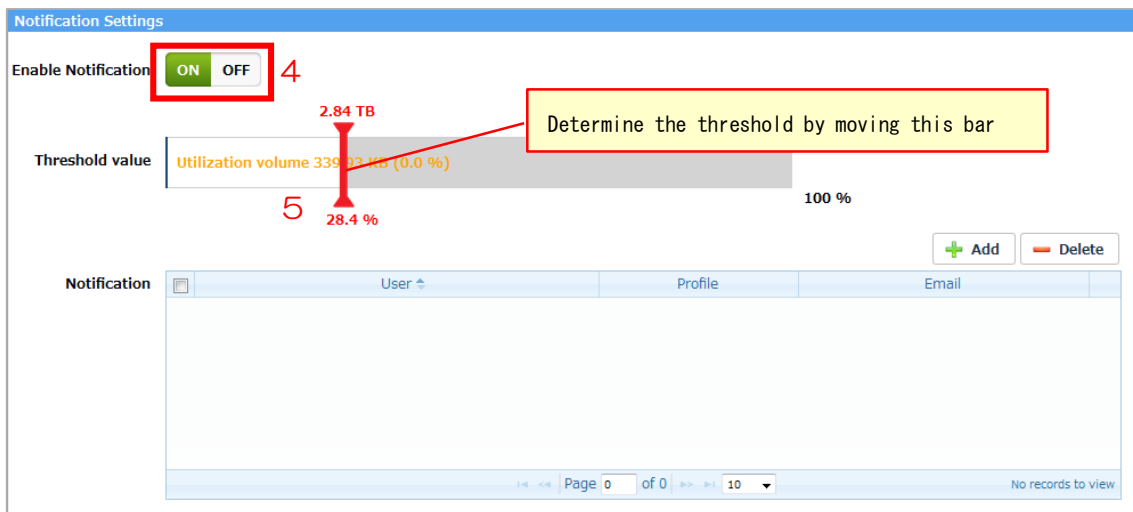 Notification Settings
Enable Notification ON OFF 4
2.84 TB
Determine the threshold by moving this bar
Threshold value Utilization volume 339.93 KB (0.0 %)
100 %
5
28.4 %
Add Delete
Notification User Profile Email
Page 0 of 0 10 No records to view